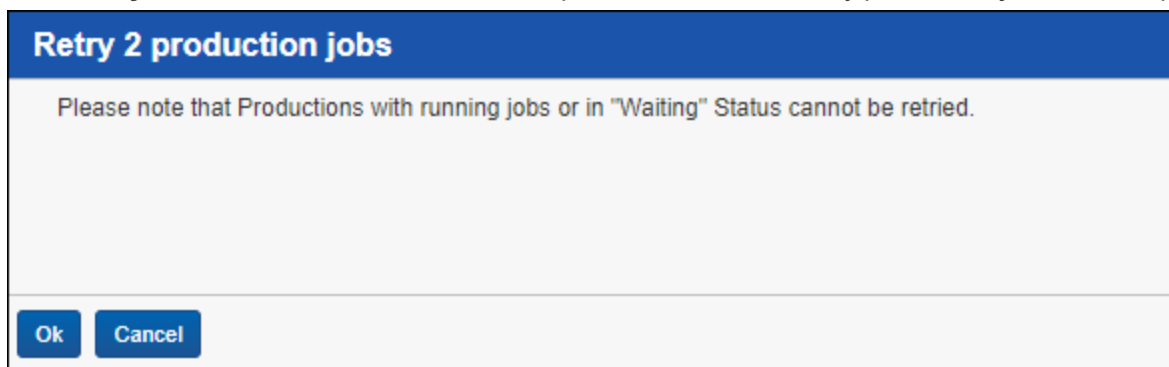 Retry 2 production jobs
Please note that Productions with running jobs or in "Waiting" Status cannot be retried.
Ok
Cancel